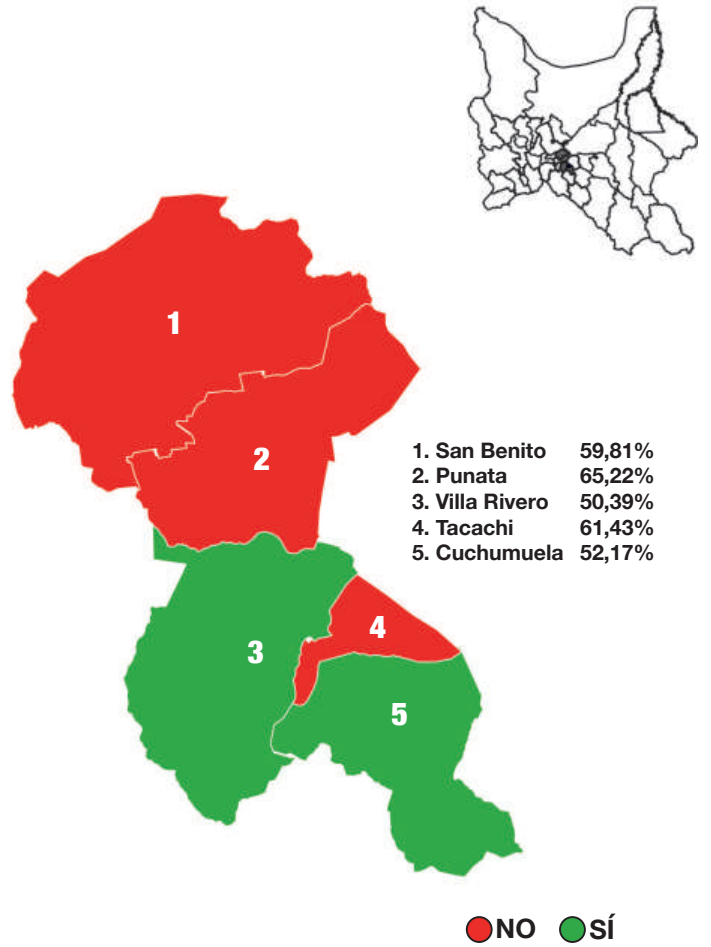 1
2
1. San Benito 59,81%
2. Punata 65,22%
3. Villa Rivero 50,39%
4. Tacachi 61,43%
5. Cuchumuela 52,17%
4
3
5
NO SÍ